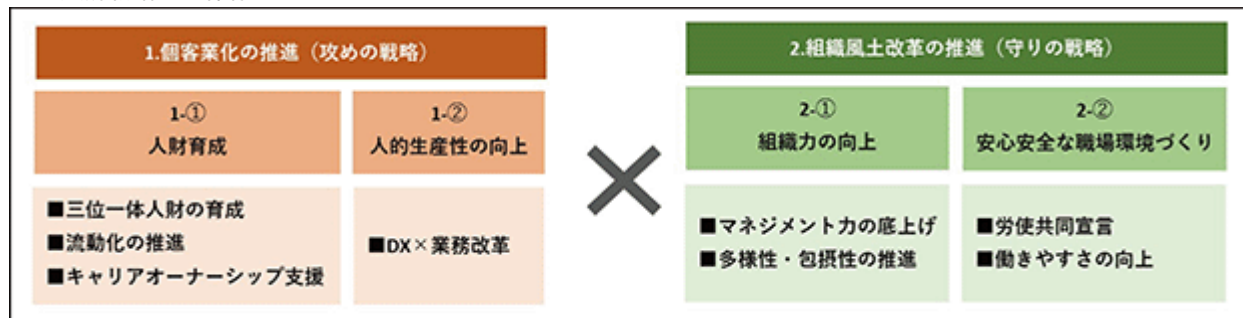 1.個客業化の推進（攻めの戦略）
1-①
人財育成
1-②
人的生産性の向上
■三位一体人財の育成
■流動化の推進
■キャリアオーナーシップ支援
■DX×業務改革
×
2.組織風土改革の推進（守りの戦略）
2-①
組織力の向上
2-②
安心安全な職場環境づくり
■マネジメント力の底上げ
■多様性・包摂性の推進
■労使共同宣言
■働きやすさの向上